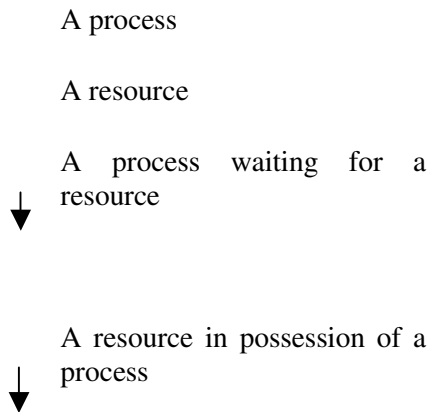 A process
A resource
A process waiting for a
resource
A resource in possession of a
process